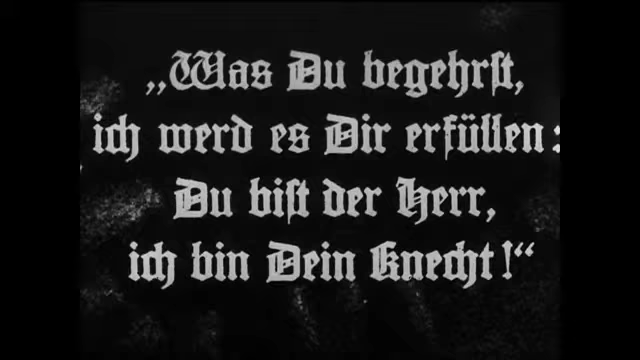 „Was Du begehrst,
ich werd es Dir erfüllen:
Du bist der Herr,
ich bin Dein Knecht!“